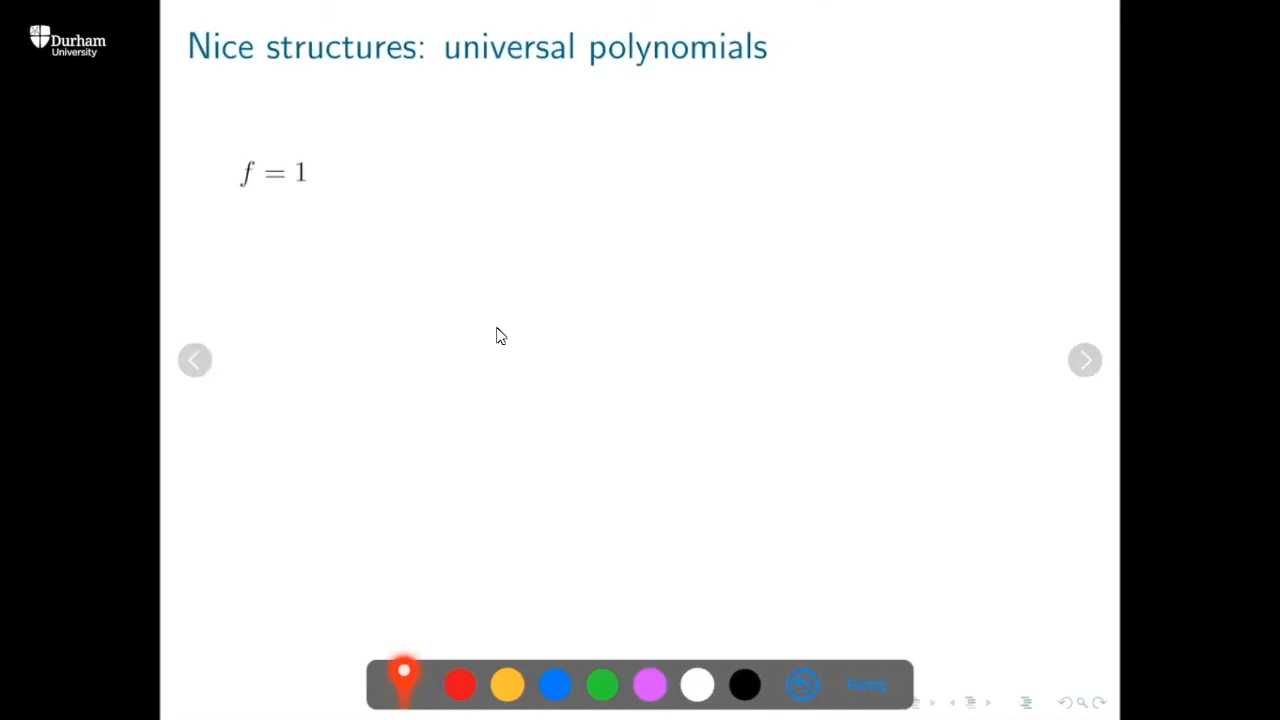 Durham
University
Nice structures: universal polynomials
f = 1